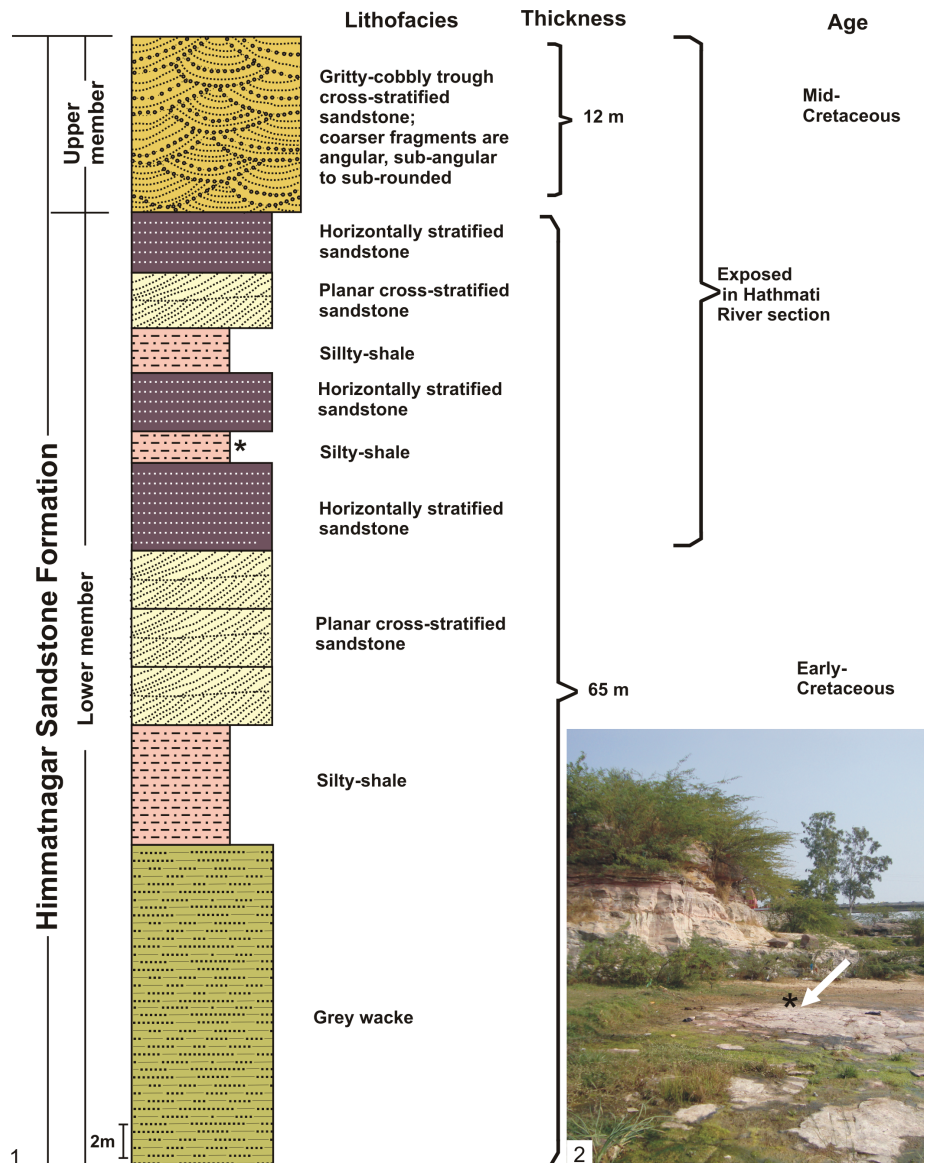 Lithofacies
Thickness
Age
Himmatnagar Sandstone Formation
Upper
member
Lower member
Gritty-cobbly trough
cross-stratified
sandstone;
coarser fragments are
angular, sub-angular
to sub-rounded
12 m
Mid-
Cretaceous
Horizontally stratified
sandstone
Planar cross-stratified
sandstone
Exposed
in Hathmati
River section
Sillty-shale
Horizontally stratified
sandstone
*
Silty-shale
Horizontally stratified
sandstone
Planar cross-stratified
sandstone
65 m
Early-
Cretaceous
Silty-shale
Grey wacke
*
2m
1
2